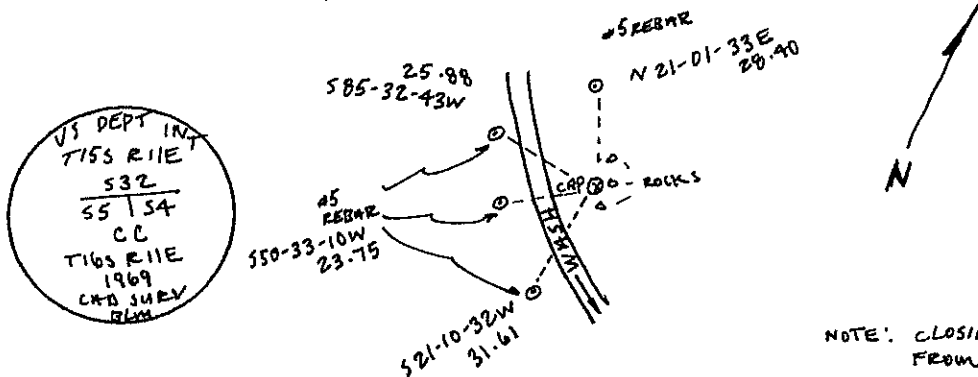 US DEPT INT
T15S R11E
S32
S5 | S4
CC
T16S R11E
1969
CAD SURV
BLM
25.88
S85-32-43W
#5 REBAR
N 21-01-33E
28.40
#5
REBAR
S50-33-10W
23.75
CAP
ROCKS
WASH
S21-10-32W
31.61
N
NOTE: CLOSI
FROM